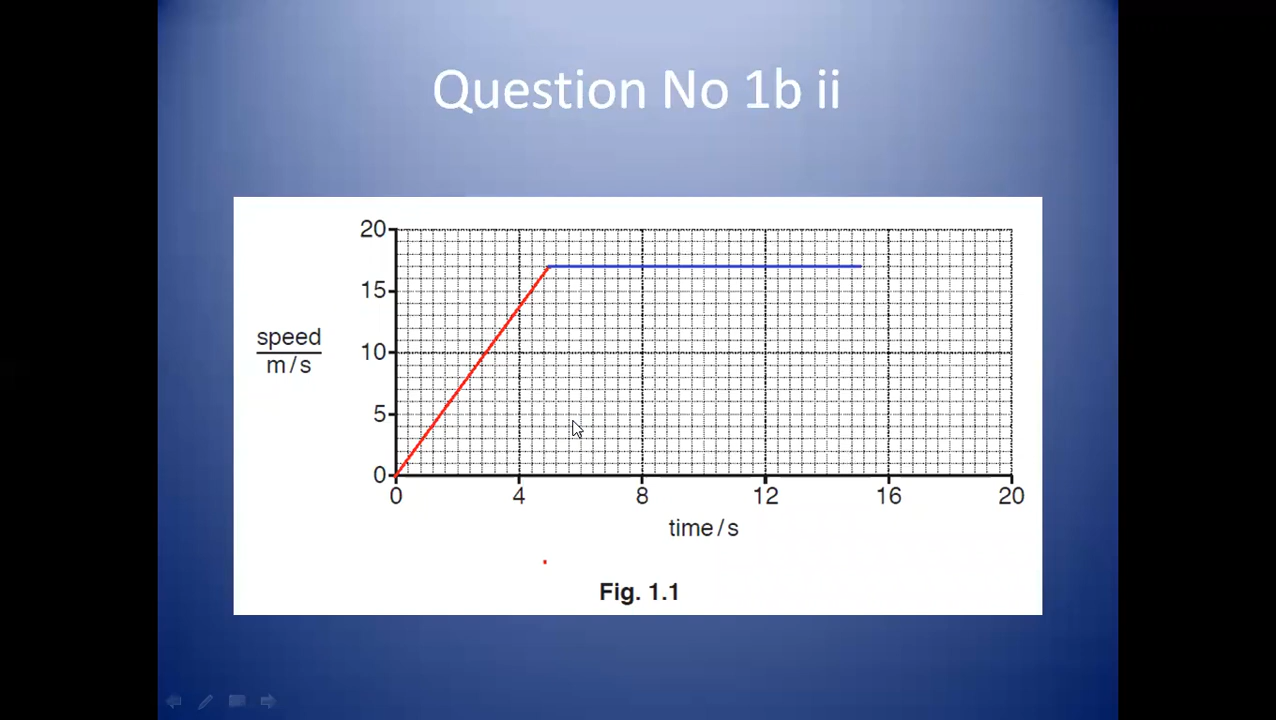 Question No 1b ii
20
15
speed
m/s
10
5
0
0 4 8 12 16 20
time/s
Fig. 1.1